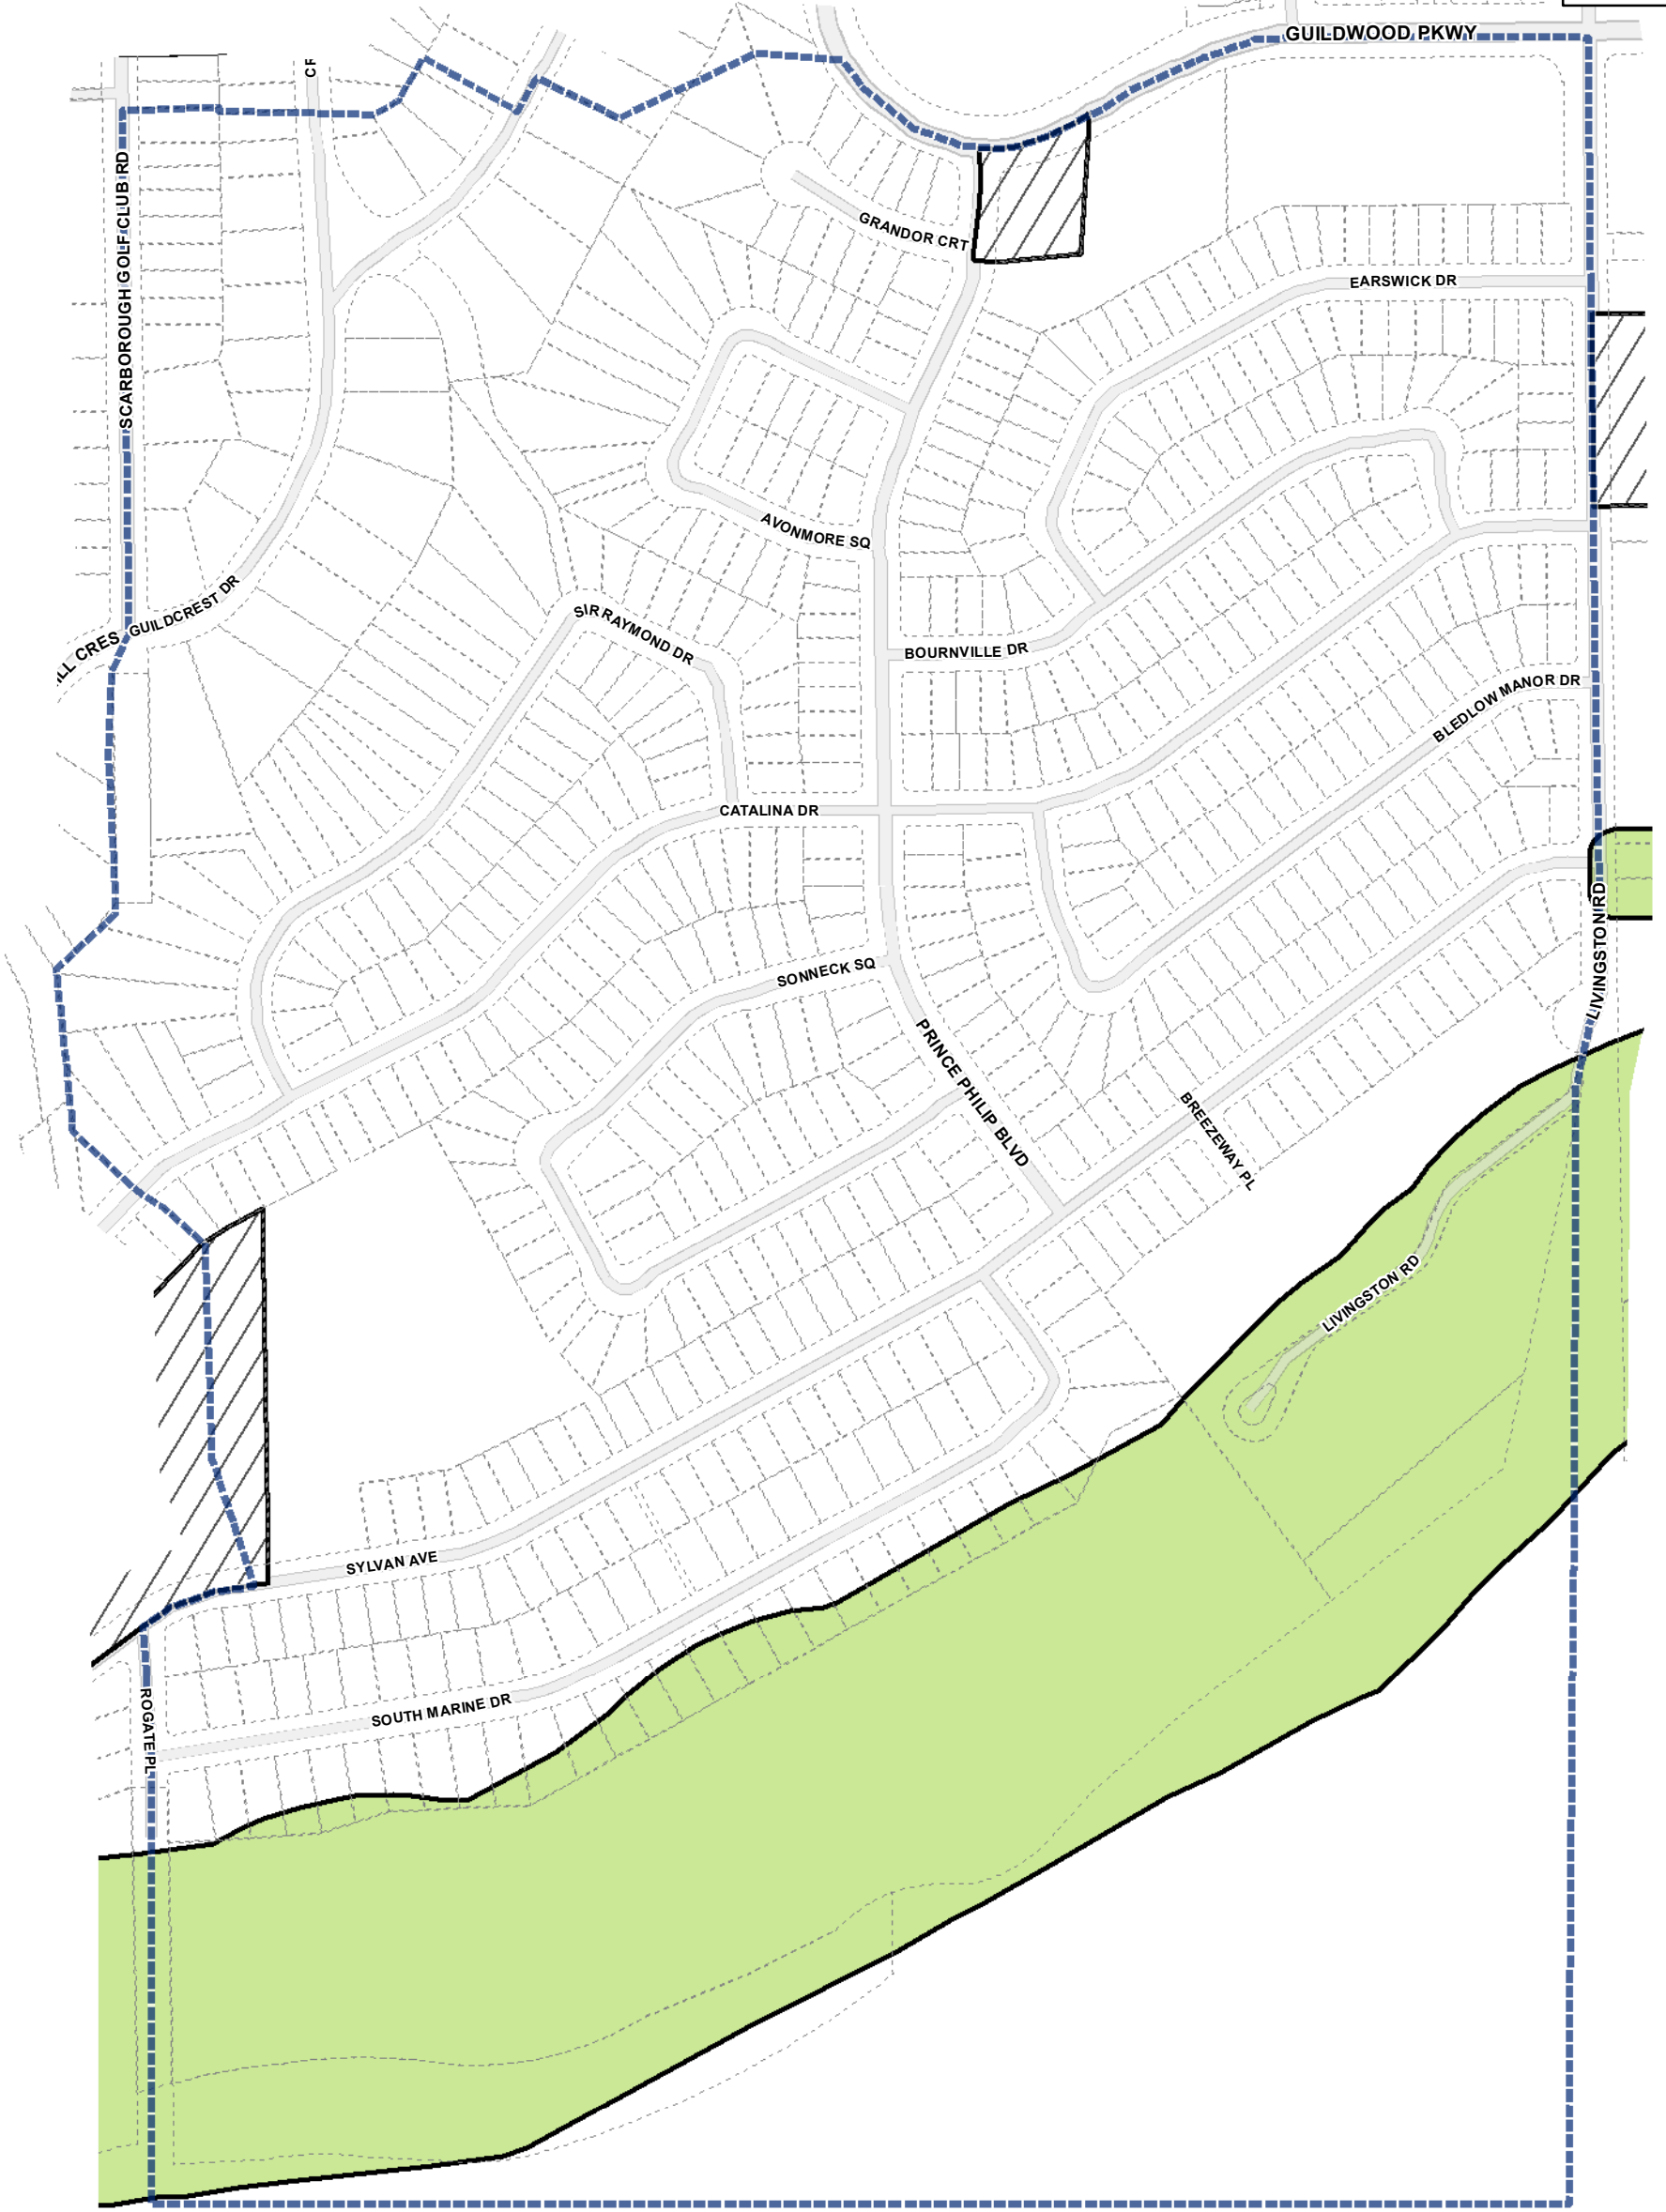 GUILDWOOD PKWY
SCARBOROUGH GOLF CLUB RD
GRANDOR CRT
EARSWICK DR
AVONMORE SQ
GUILDCREST DR
SIR RAYMOND DR
CRES
BOURNVILLE DR
BLEDLOW MANOR DR
CATALINA DR
LIVINGSTON RD
SONNECK SQ
PRINCE PHILIP BLVD
BREEZEWAY PL
LIVINGSTON RD
SYLVAN AVE
ROGATE PL
SOUTH MARINE DR